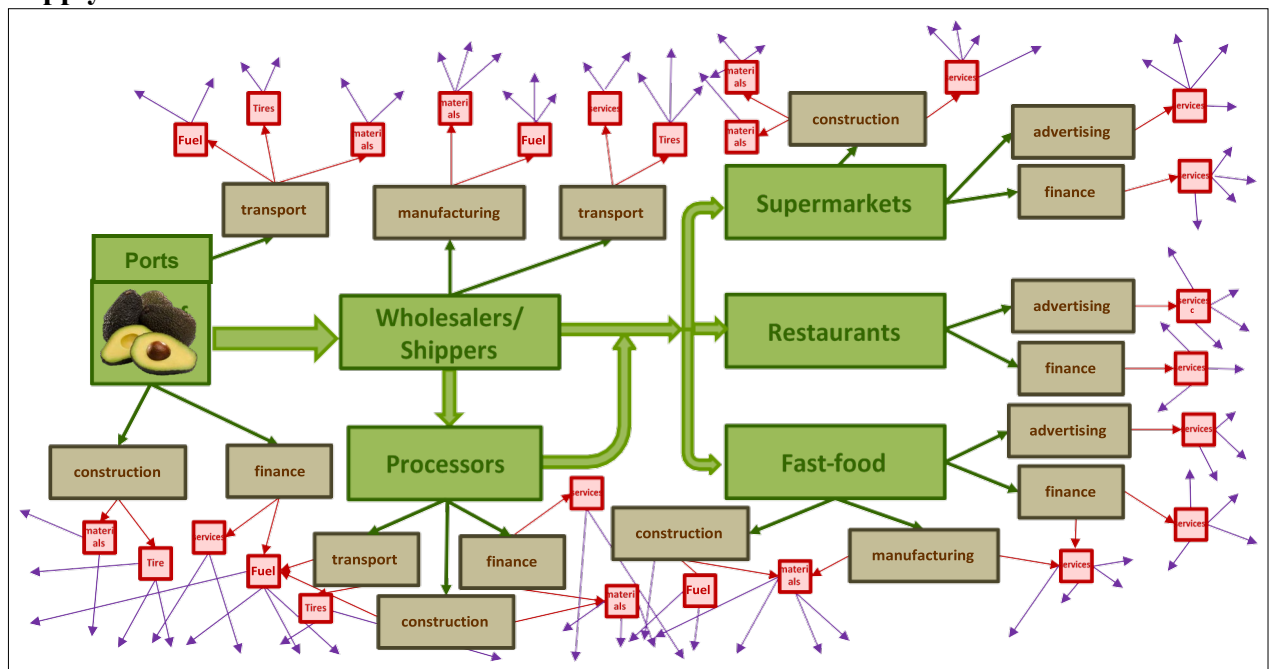 materi
als
services
Tires
materi
als
services
services
Fuel
materi
als
Fuel
Tires
materi
als
construction
advertising
transport
manufacturing
transport
Supermarkets
finance
services
Ports
Wholesalers/
Shippers
Restaurants
advertising
services
c
finance
services
construction
finance
Processors
Fast-food
advertising
services
finance
materi
als
Tire
services
Fuel
transport
finance
services
construction
manufacturing
services
Tires
construction
materi
als
Fuel
materi
als
services